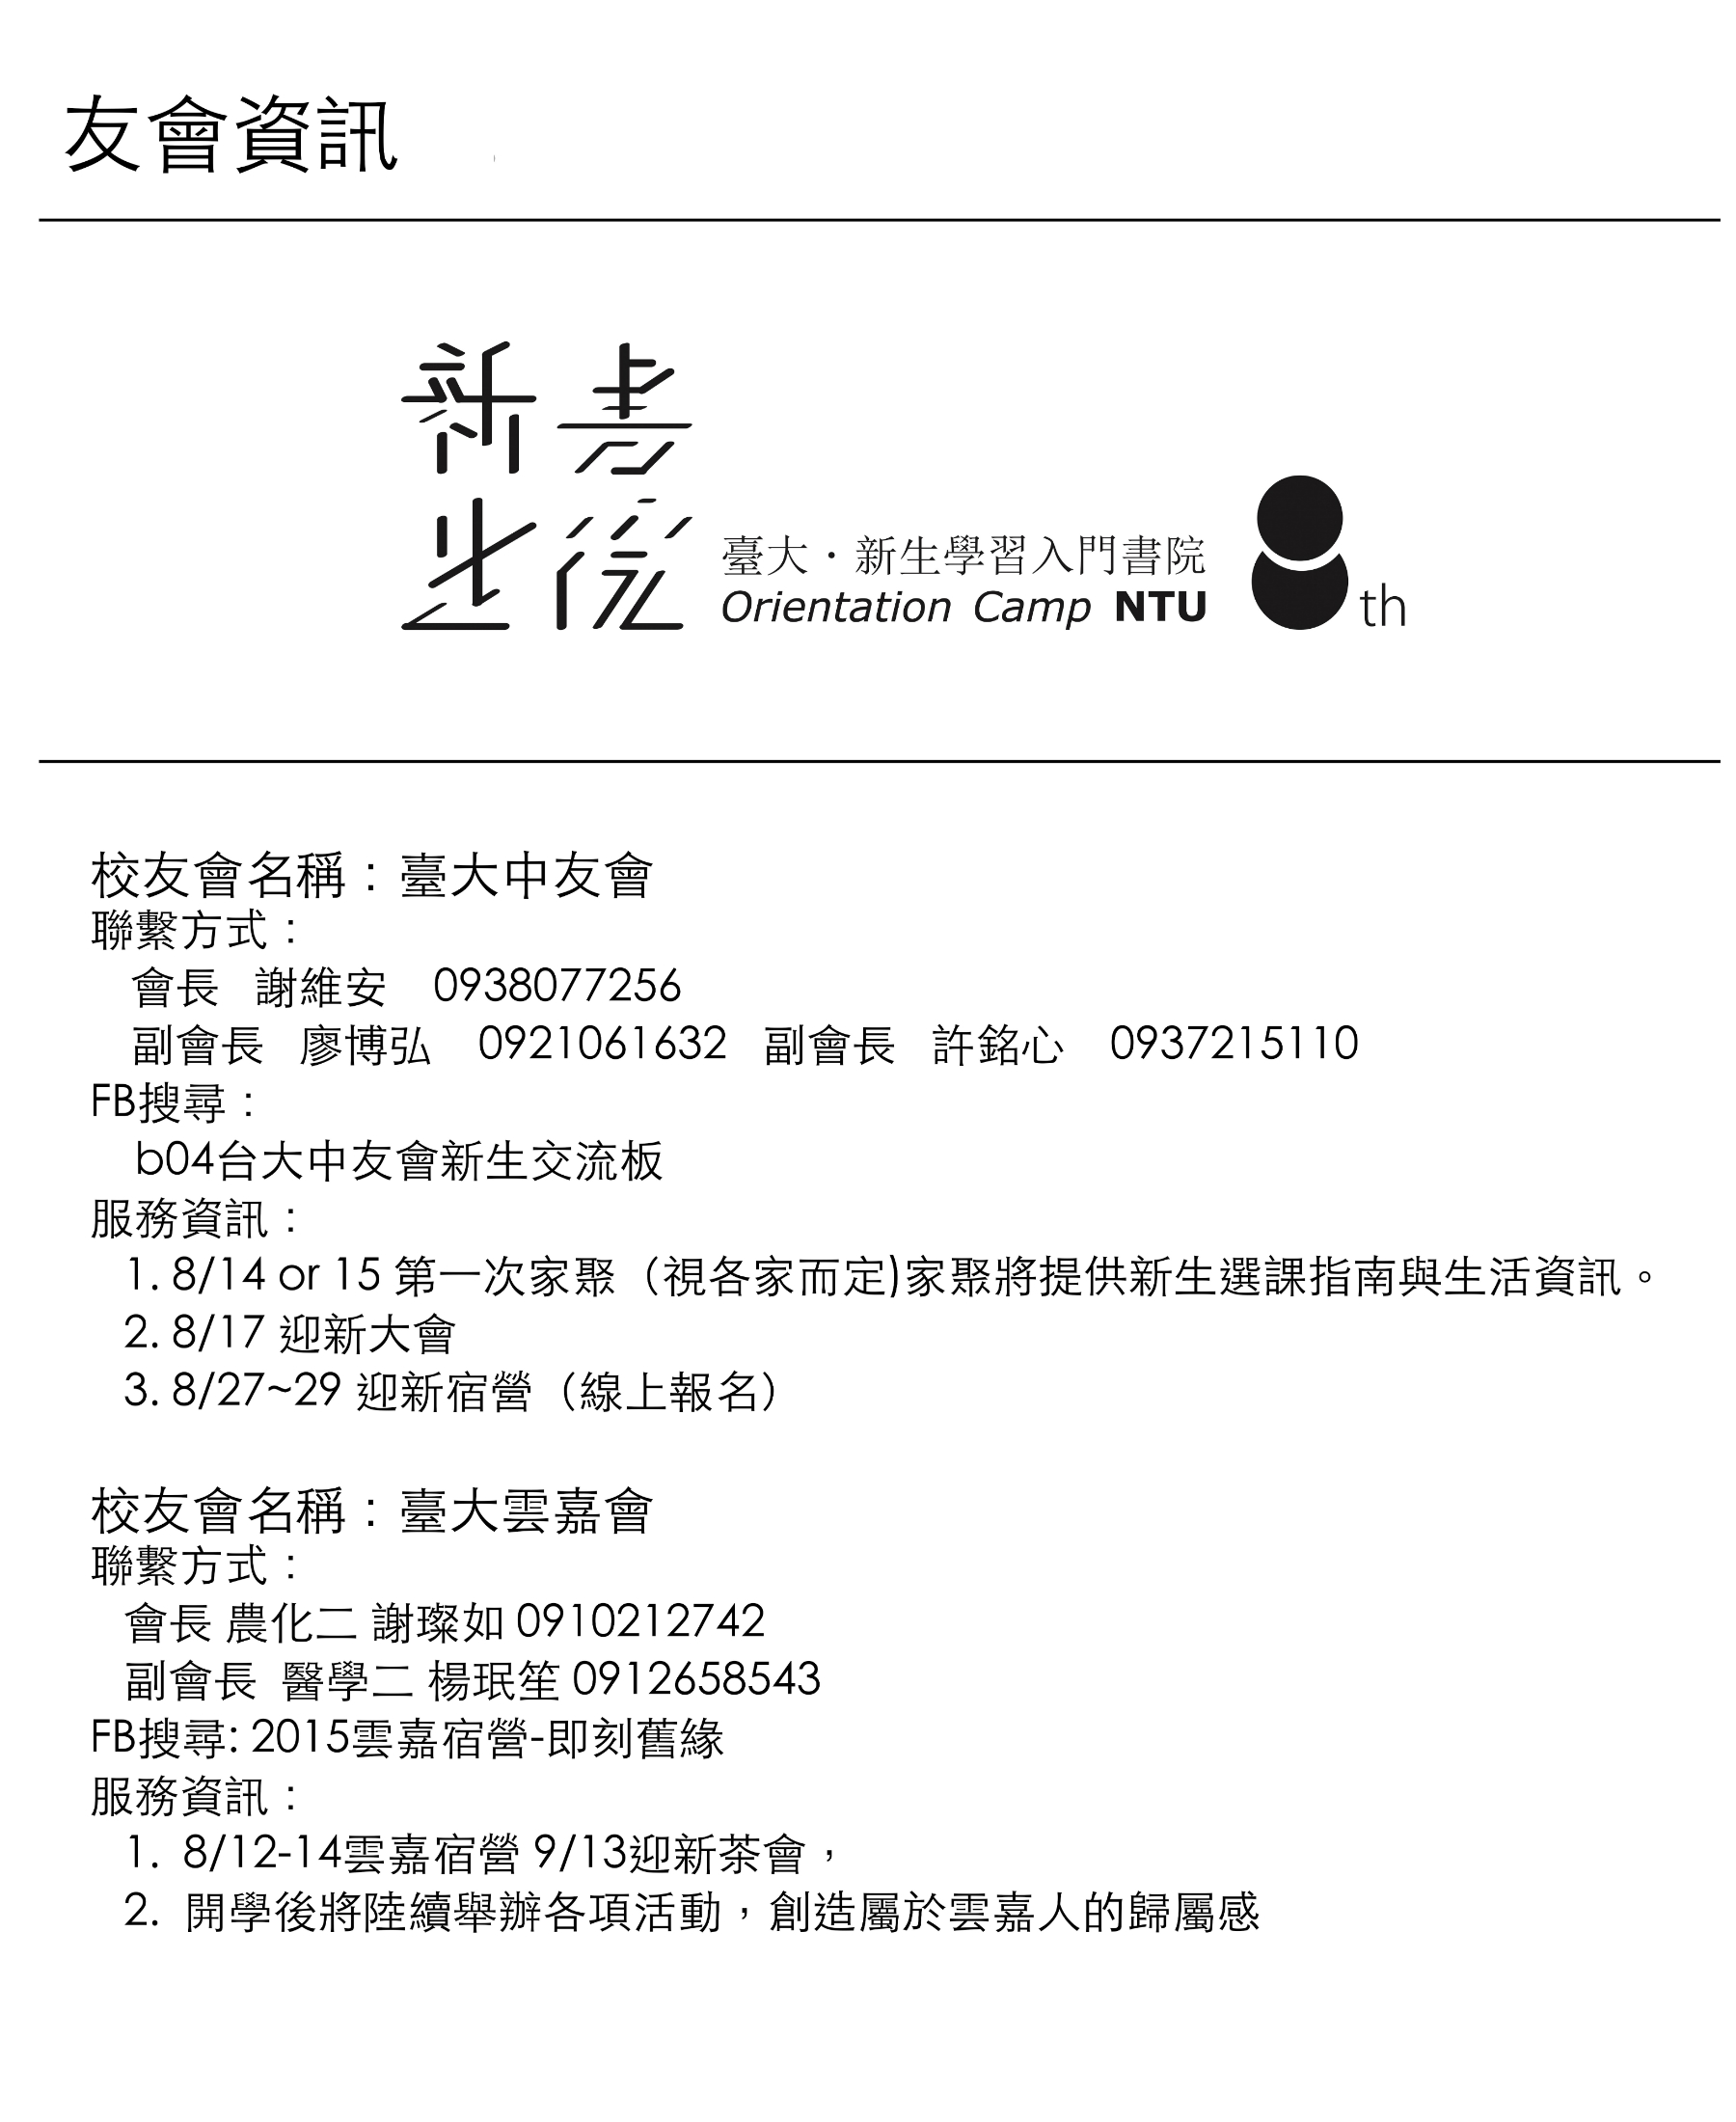 友會資訊
新書
生院
臺大．新生學習入門書院
Orientation Camp NTU 8th
校友會名稱：臺大中友會
聯繫方式：
會長 謝維安 0938077256
副會長 廖博弘 0921061632 副會長 許銘心 0937215110
FB搜尋：
b04台大中友會新生交流板
服務資訊：
1. 8/14 or 15 第一次家聚（視各家而定)家聚將提供新生選課指南與生活資訊。
2. 8/17 迎新大會
3. 8/27~29 迎新宿營（線上報名）
校友會名稱：臺大雲嘉會
聯繫方式：
會長 農化二 謝璨如 0910212742
副會長 醫學二 楊珉笙 0912658543
FB搜尋: 2015雲嘉宿營-即刻舊緣
服務資訊：
1. 8/12-14雲嘉宿營 9/13迎新茶會，
2. 開學後將陸續舉辦各項活動，創造屬於雲嘉人的歸屬感